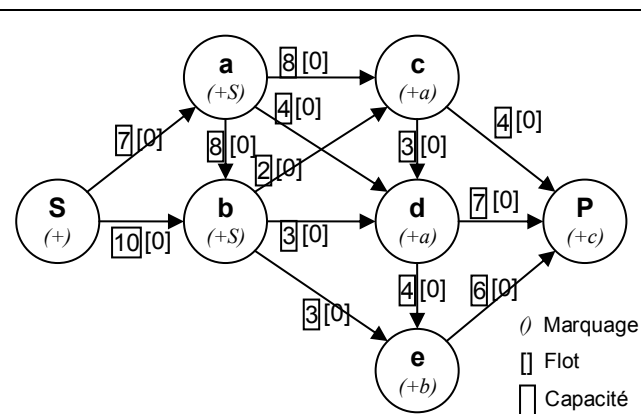 a
(+S)
8 [0]
c
(+a)
4 [0]
4 [0]
7 [0]
8 [0]
2 [0]
3 [0]
S
(+)
10 [0]
b
(+S)
3 [0]
d
(+a)
7 [0]
P
(+c)
3 [0]
4 [0]
6 [0]
e
(+b)
() Marquage
[] Flot
Capacité